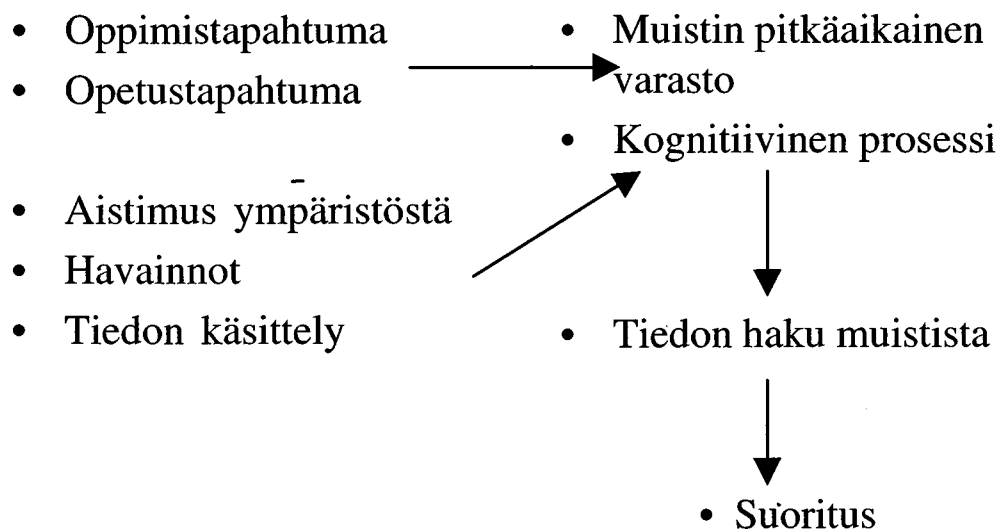 • Oppimistapahtuma
• Opetustapahtuma
• Aistimus ympäristöstä
• Havainnot
• Tiedon käsittely
• Muistin pitkäaikainen
varasto
• Kognitiivinen prosessi
• Tiedon haku muistista
• Suoritus